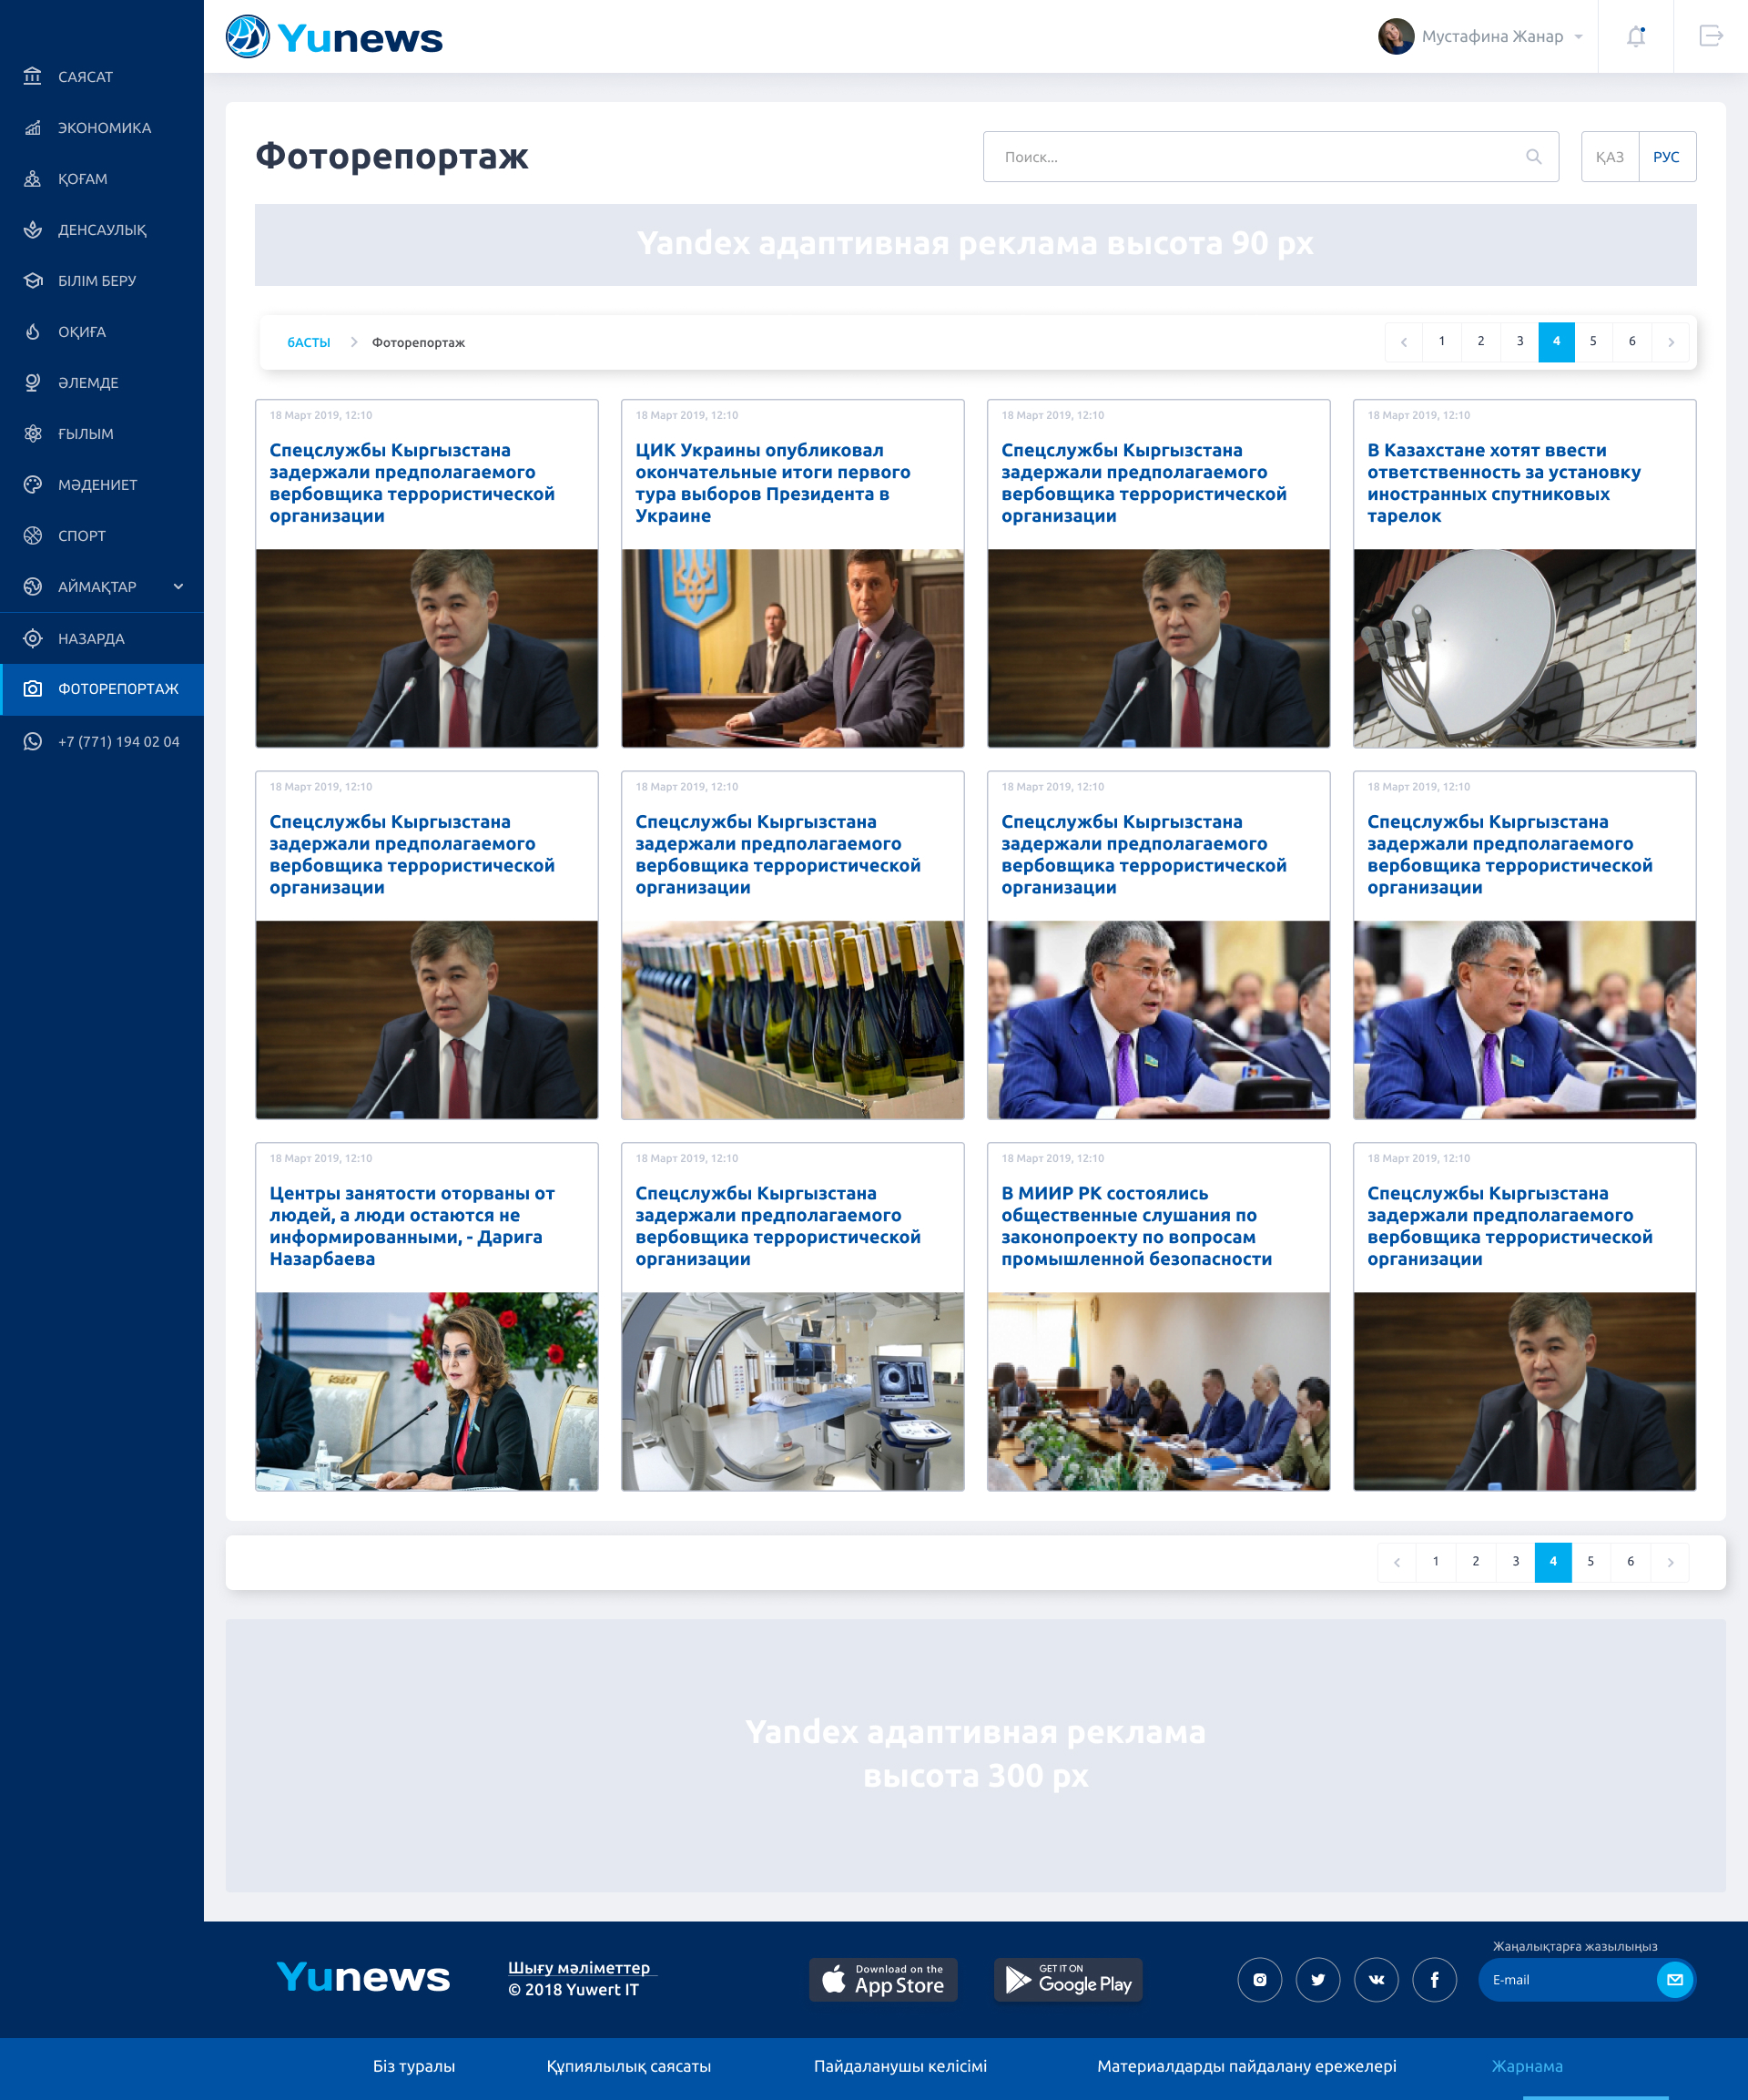 Yunews
Мустафина Жанар
САЯСАТ
ЭКОНОМИКА
ҚОҒАМ
ДЕНСАУЛЫҚ
БІЛІМ БЕРУ
ОҚИҒА
ӘЛЕМДЕ
ҒЫЛЫМ
МӘДЕНИЕТ
СПОРТ
АЙМАҚТАР
НАЗАРДА
ФОТОРЕПОРТАЖ
+7 (771) 194 02 04
Фоторепортаж
Поиск...
ҚАЗ
РУС
Yandex адаптивная реклама высота 90 px
бАСТЫ
Фоторепортаж
1 2 3 4 5 6
18 Март 2019, 12:10
Спецслужбы Кыргызстана
задержали предполагаемого
вербовщика террористической
организации
18 Март 2019, 12:10
ЦИК Украины опубликовал
окончательные итоги первого
тура выборов Президента в
Украине
18 Март 2019, 12:10
Спецслужбы Кыргызстана
задержали предполагаемого
вербовщика террористической
организации
18 Март 2019, 12:10
В Казахстане хотят ввести
ответственность за установку
иностранных спутниковых
тарелок
18 Март 2019, 12:10
Спецслужбы Кыргызстана
задержали предполагаемого
вербовщика террористической
организации
18 Март 2019, 12:10
Спецслужбы Кыргызстана
задержали предполагаемого
вербовщика террористической
организации
18 Март 2019, 12:10
Спецслужбы Кыргызстана
задержали предполагаемого
вербовщика террористической
организации
18 Март 2019, 12:10
Спецслужбы Кыргызстана
задержали предполагаемого
вербовщика террористической
организации
18 Март 2019, 12:10
Центры занятости оторваны от
людей, а люди остаются не
информированными, - Дарига
Назарбаева
18 Март 2019, 12:10
Спецслужбы Кыргызстана
задержали предполагаемого
вербовщика террористической
организации
18 Март 2019, 12:10
В МИИР РК состоялись
общественные слушания по
законопроекту по вопросам
промышленной безопасности
18 Март 2019, 12:10
Спецслужбы Кыргызстана
задержали предполагаемого
вербовщика террористической
организации
1 2 3 4 5 6
Yandex адаптивная реклама
высота 300 px
Yunews
Шығу мәліметтер
© 2018 Yuwert IT
Download on the
App Store
GET IT ON
Google Play
Жаңалықтарға жазылыңыз
E-mail
Біз туралы
Құпиялылық саясаты
Пайдаланушы келісімі
Материалдарды пайдалану ережелері
Жарнама